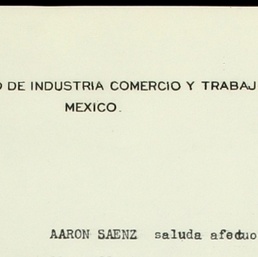 O DE INDUSTRIA COMERCIO Y TRABAJ
MEXICO.
AARON SAENZ saluda afectuo